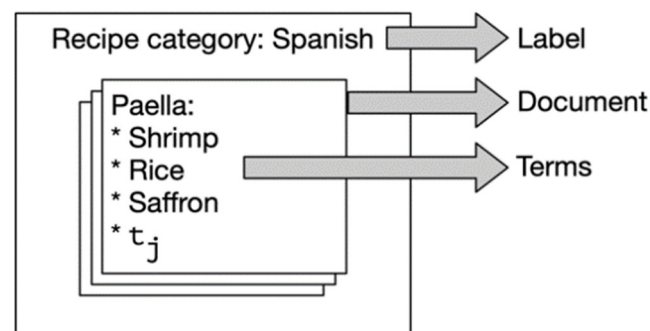 Recipe category: Spanish
Label
Paella:
Document
* Shrimp
* Rice
Terms
* Saffron
* tj